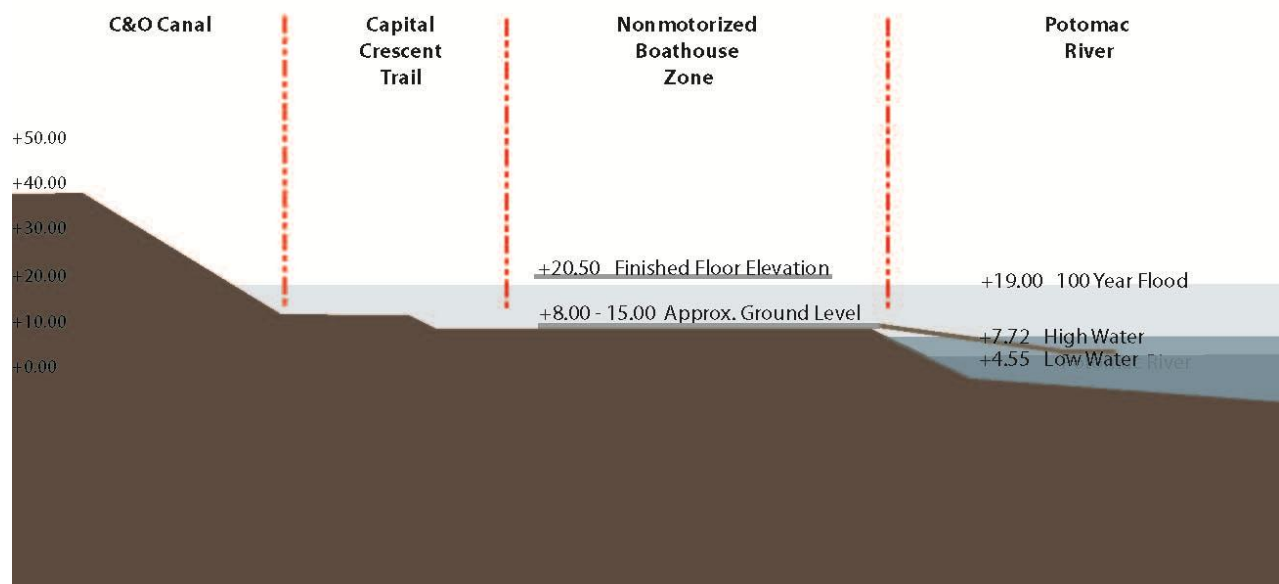 C&O Canal
Capital
Crescent
Trail
Nonmotorized
Boathouse
Zone
Potomac
River
+50.00
+40.00
+30.00
+20.00
+10.00
+0.00
+20.50 Finished Floor Elevation
+8.00 - 15.00 Approx. Ground Level
+19.00 100 Year Flood
+7.72 High Water
+4.55 Low Water
River